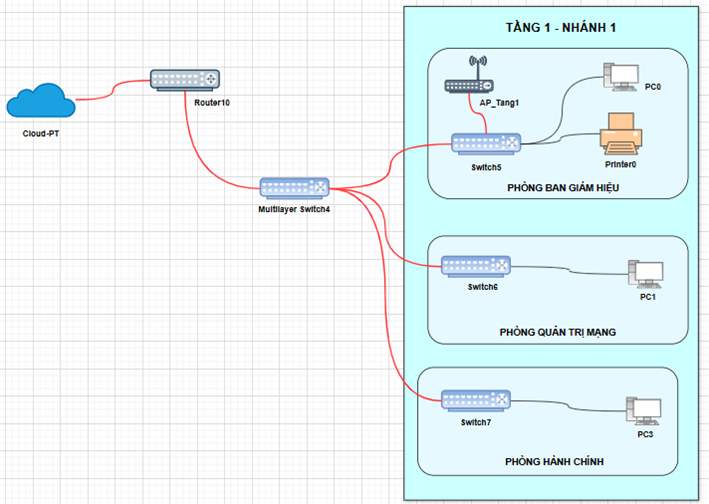 TẦNG 1 - NHÁNH 1
AP_Tang1
PC0
Router10
Cloud-PT
Switch5
Printer0
PHÒNG BAN GIÁM HIỆU
Multilayer Switch4
Switch6
PC1
PHÒNG QUẢN TRỊ MẠNG
Switch7
PC3
PHÒNG HÀNH CHÍNH